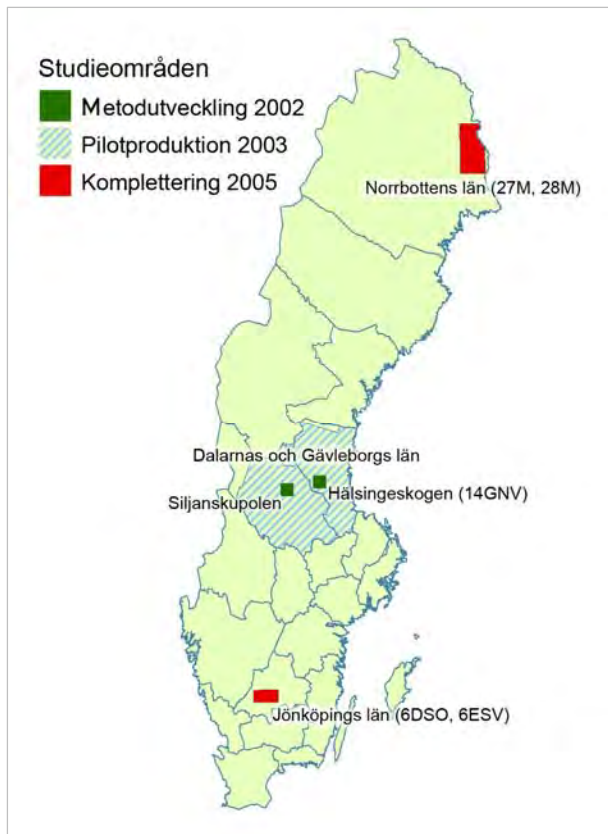 Studieområden
Metodutveckling 2002
Pilotproduktion 2003
Komplettering 2005
Norrbottens län (27M, 28M)
Dalarnas och Gävleborgs län
Siljanskupolen
Hälsingeskogen (14GNV)
Jönköpings län (6DSO, 6ESV)